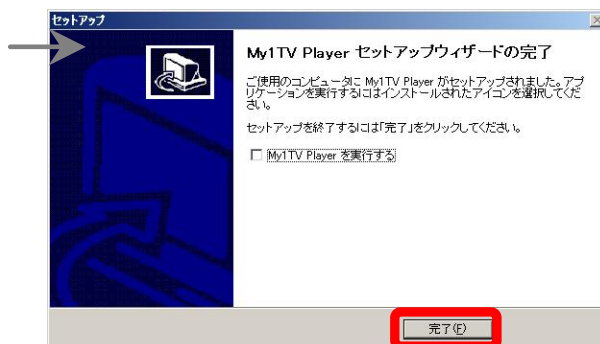 セットアップ
My1TV Player セットアップウィザードの完了
ご使用のコンピュータに My1TV Player がセットアップされました。アプ
リケーションを実行するにはインストールされたアイコンを選択してくだ
さい。
セットアップを終了するには「完了」をクリックしてください。
My1TV Player を実行する
完了(F)